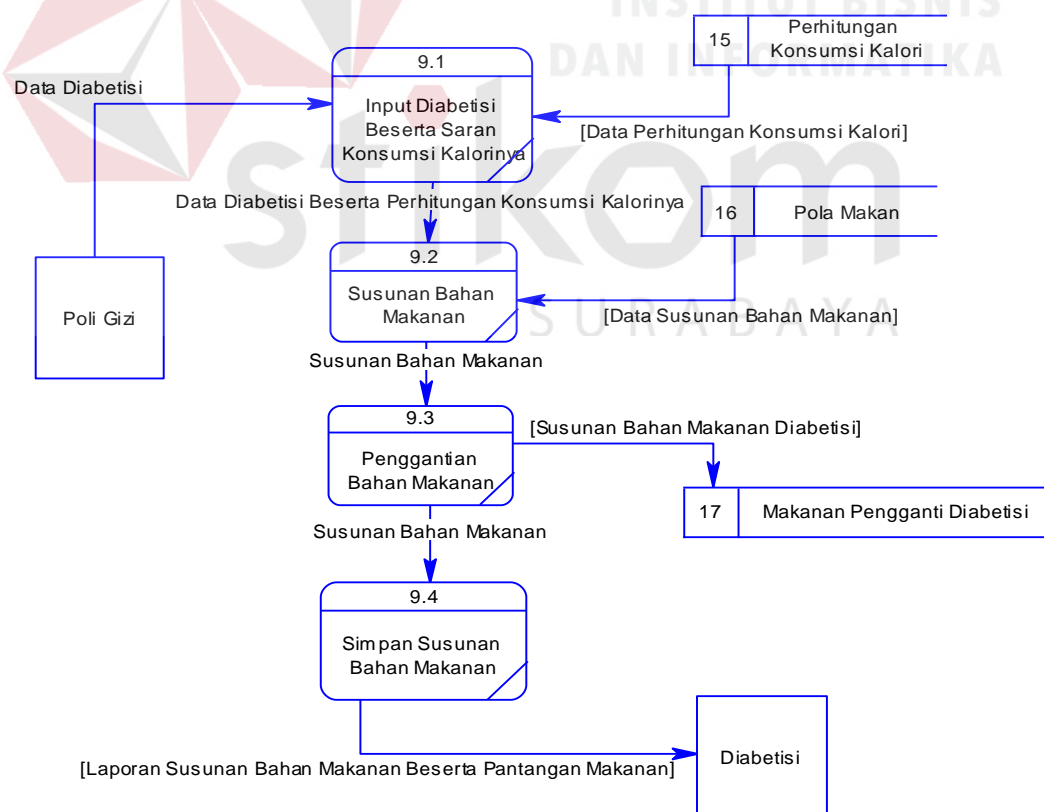 INSTITUT BISNIS
DAN INFORMATIKA
stikom
SURABAYA
15
Perhitungan
Konsumsi Kalori
9.1
Input Diabetisi
Beserta Saran
Konsumsi Kalorinya
Data Diabetisi
[Data Perhitungan Konsumsi Kalori]
Data Diabetisi Beserta Perhitungan Konsumsi Kalorinya
16
Pola Makan
9.2
Susunan Bahan
Makanan
Poli Gizi
[Data Susunan Bahan Makanan]
Susunan Bahan Makanan
9.3
Penggantian
Bahan Makanan
[Susunan Bahan Makanan Diabetisi]
17
Makanan Pengganti Diabetisi
Susunan Bahan Makanan
9.4
Simpan Susunan
Bahan Makanan
[Laporan Susunan Bahan Makanan Beserta Pantangan Makanan]
Diabetisi